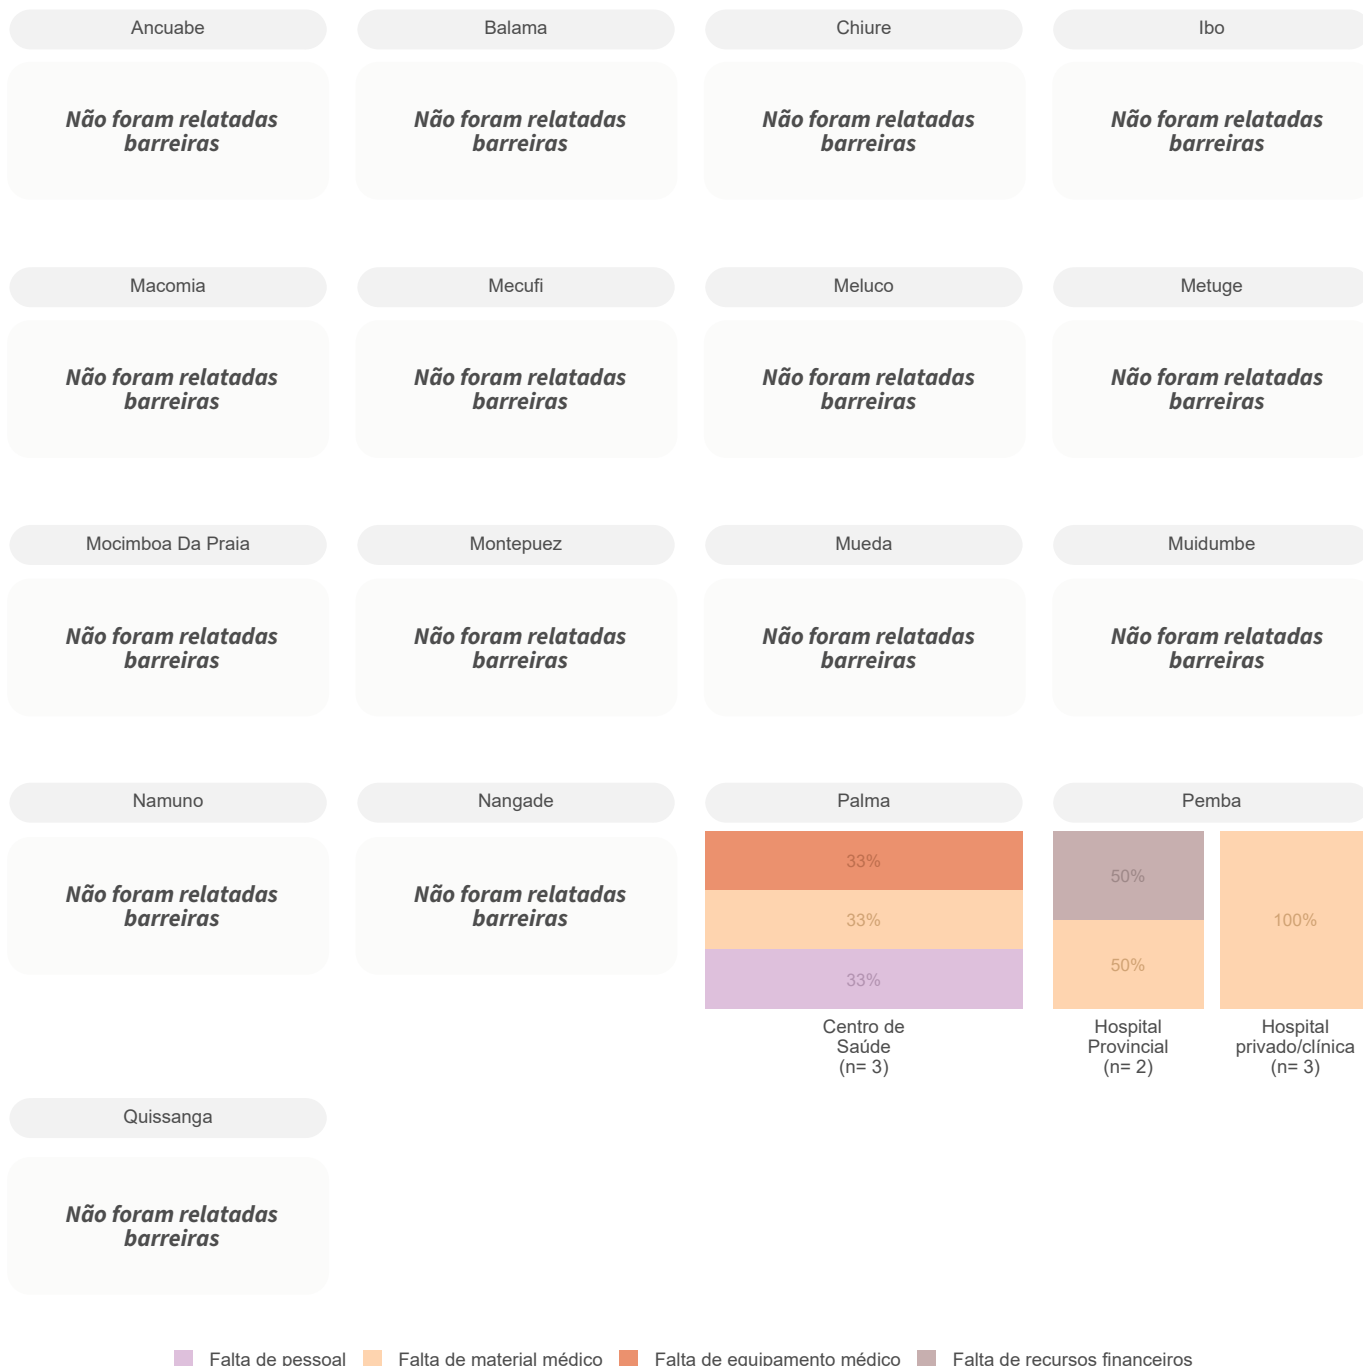 Ancuabe
Balama
Chiure
Ibo
Não foram relatadas
barreiras
Não foram relatadas
barreiras
Não foram relatadas
barreiras
Não foram relatadas
barreiras
Macomia
Mecufi
Meluco
Metuge
Não foram relatadas
barreiras
Não foram relatadas
barreiras
Não foram relatadas
barreiras
Não foram relatadas
barreiras
Mocimboa Da Praia
Montepuez
Mueda
Muidumbe
Não foram relatadas
barreiras
Não foram relatadas
barreiras
Não foram relatadas
barreiras
Não foram relatadas
barreiras
Namuno
Nangade
Palma
Pemba
Não foram relatadas
barreiras
Não foram relatadas
barreiras
33%
33%
33%
Centro de
Saúde
(n= 3)
50%
50%
Hospital
Provincial
(n= 2)
100%
Hospital
privado/clínica
(n= 3)
Quissanga
Não foram relatadas
barreiras
Falta de pessoal
Falta de material médico
Falta de equipamento médico
Falta de recursos financeiros